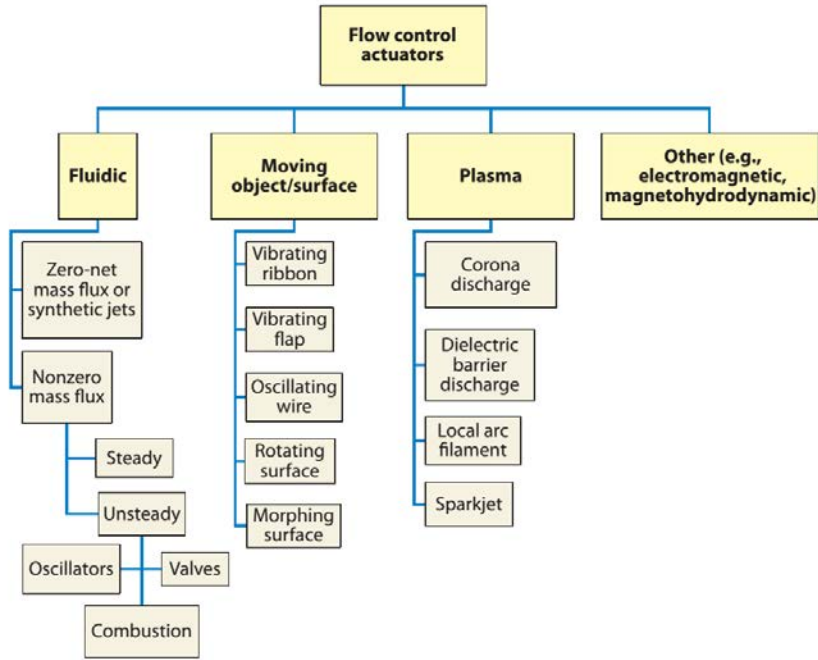 Flow control
actuators
Fluidic
Moving
object/surface
Plasma
Other (e.g.,
electromagnetic,
magnetohydrodynamic)
Zero-net
mass flux or
synthetic jets
Nonzero
mass flux
Steady
Unsteady
Oscillators
Valves
Combustion
Vibrating
ribbon
Vibrating
flap
Oscillating
wire
Rotating
surface
Morphing
surface
Corona
discharge
Dielectric
barrier
discharge
Local arc
filament
Sparkjet